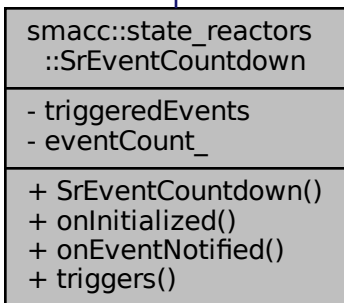 smacc::state_reactors
::SrEventCountdown
- triggeredEvents
- eventCount_
+ SrEventCountdown()
+ onInitialized()
+ onEventNotified()
+ triggers()